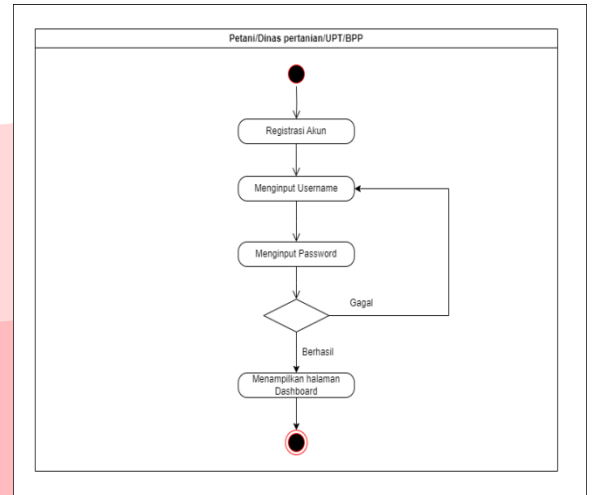 Petani/Dinas pertanian/UPT/BPP
Registrasi Akun
Menginput Username
Menginput Password
Gagal
Berhasil
Menampilkan halaman
Dashboard